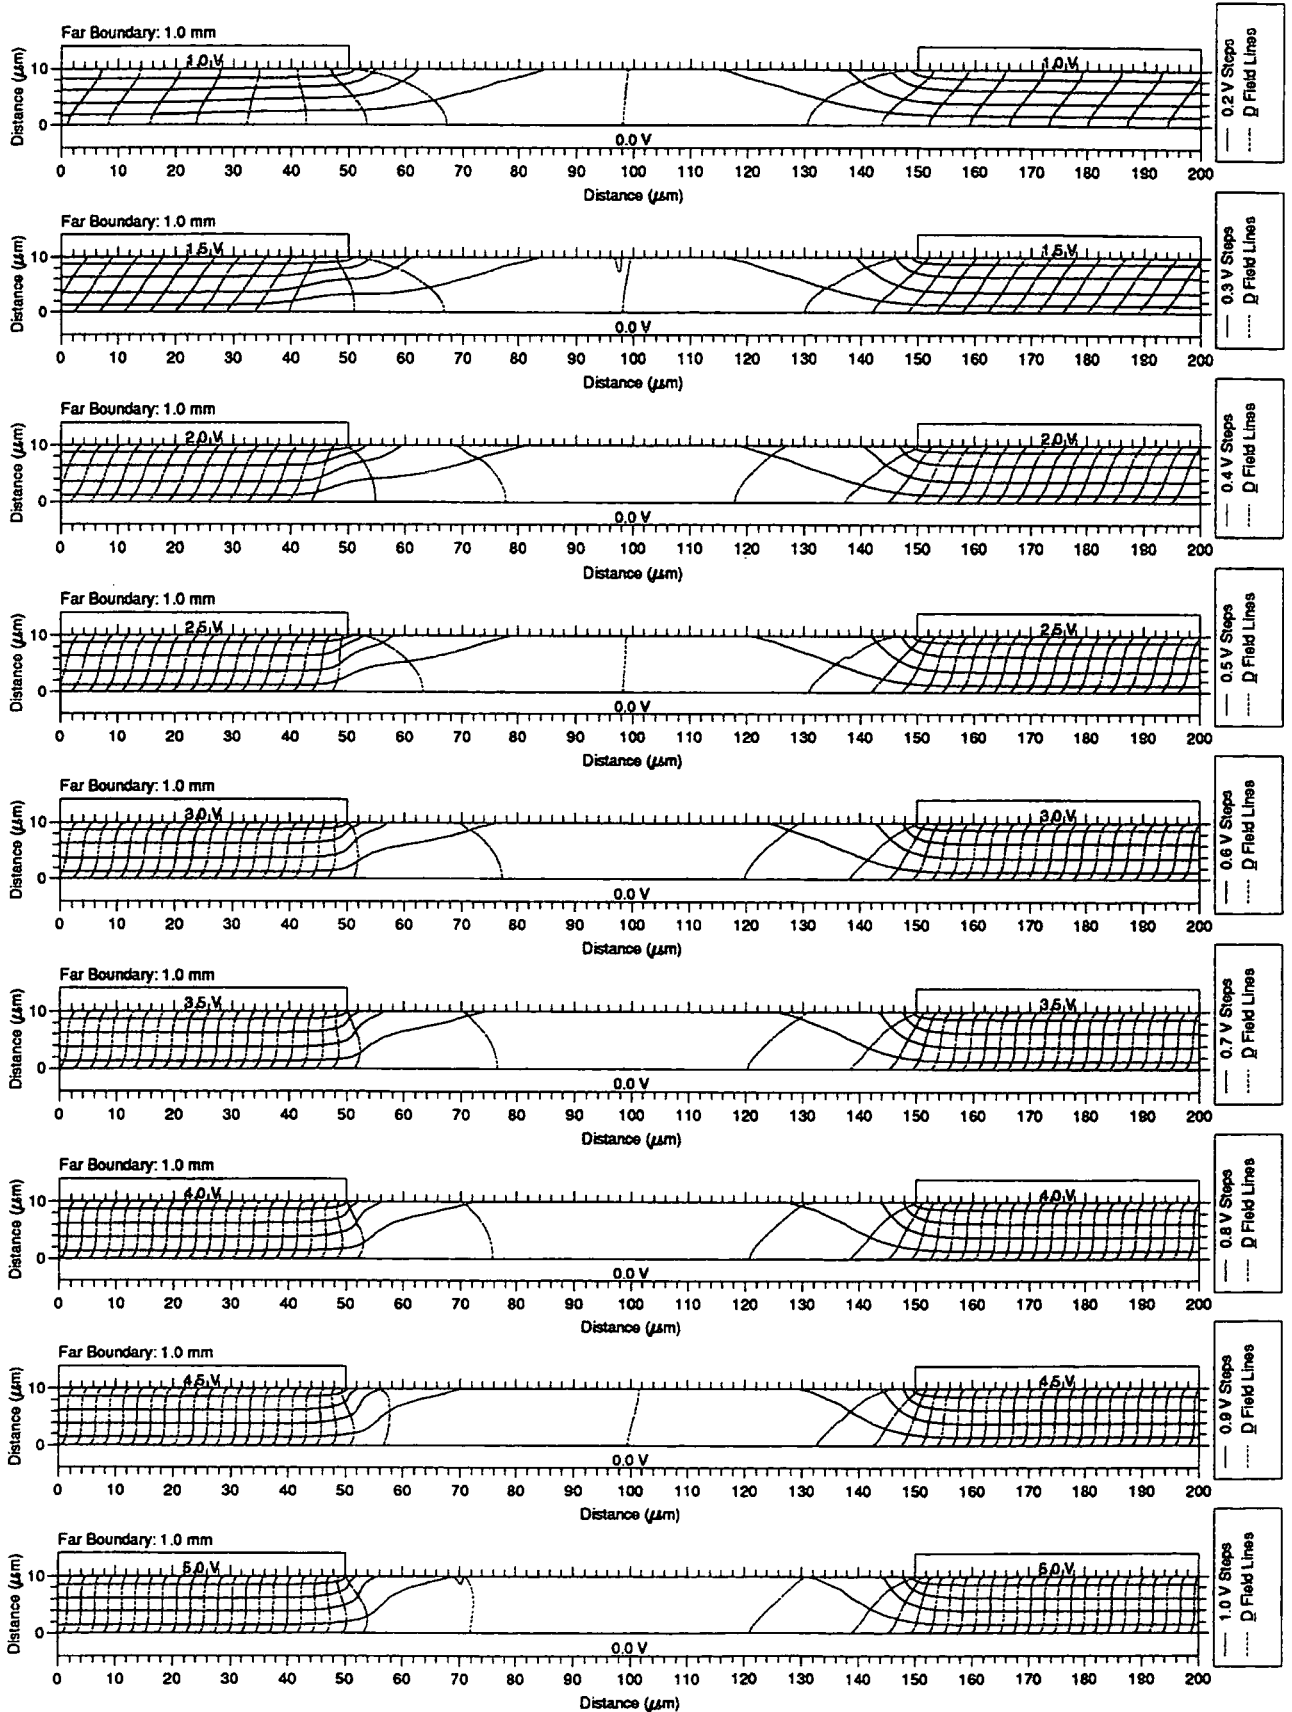 Far Boundary: 1.0 mm
Distance (μm)
10
0
1.0 V
1.0 V
0.0 V
0 10 20 30 40 50 60 70 80 90 100 110 120 130 140 150 160 170 180 190 200
Distance (μm)
0.2 V Steps
D Field Lines
Far Boundary: 1.0 mm
Distance (μm)
10
0
1.5 V
1.5 V
0.0 V
0 10 20 30 40 50 60 70 80 90 100 110 120 130 140 150 160 170 180 190 200
Distance (μm)
0.3 V Steps
D Field Lines
Far Boundary: 1.0 mm
Distance (μm)
10
0
2.0 V
2.0 V
0.0 V
0 10 20 30 40 50 60 70 80 90 100 110 120 130 140 150 160 170 180 190 200
Distance (μm)
0.4 V Steps
D Field Lines
Far Boundary: 1.0 mm
Distance (μm)
10
0
2.5 V
2.5 V
0.0 V
0 10 20 30 40 50 60 70 80 90 100 110 120 130 140 150 160 170 180 190 200
Distance (μm)
0.5 V Steps
D Field Lines
Far Boundary: 1.0 mm
Distance (μm)
10
0
3.0 V
3.0 V
0.0 V
0 10 20 30 40 50 60 70 80 90 100 110 120 130 140 150 160 170 180 190 200
Distance (μm)
0.6 V Steps
D Field Lines
Far Boundary: 1.0 mm
Distance (μm)
10
0
3.5 V
3.5 V
0.0 V
0 10 20 30 40 50 60 70 80 90 100 110 120 130 140 150 160 170 180 190 200
Distance (μm)
0.7 V Steps
D Field Lines
Far Boundary: 1.0 mm
Distance (μm)
10
0
4.0 V
4.0 V
0.0 V
0 10 20 30 40 50 60 70 80 90 100 110 120 130 140 150 160 170 180 190 200
Distance (μm)
0.8 V Steps
D Field Lines
Far Boundary: 1.0 mm
Distance (μm)
10
0
4.5 V
4.5 V
0.0 V
0 10 20 30 40 50 60 70 80 90 100 110 120 130 140 150 160 170 180 190 200
Distance (μm)
0.9 V Steps
D Field Lines
Far Boundary: 1.0 mm
Distance (μm)
10
0
5.0 V
5.0 V
0.0 V
0 10 20 30 40 50 60 70 80 90 100 110 120 130 140 150 160 170 180 190 200
Distance (μm)
1.0 V Steps
D Field Lines